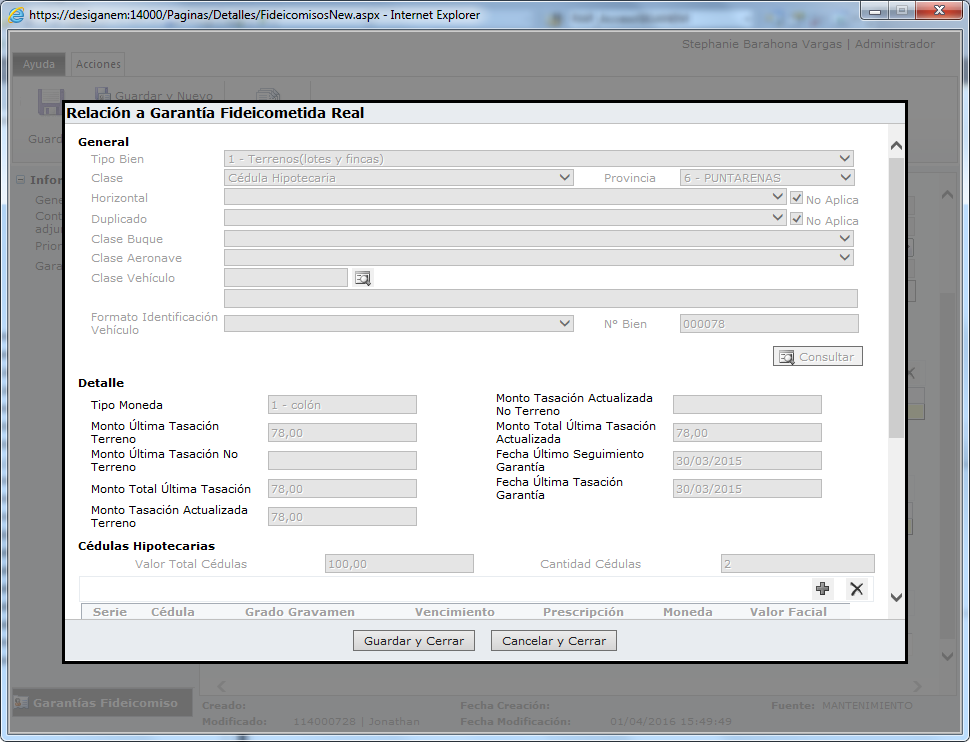 https://desiganem:14000/Paginas/Detalles/FideicomisosNew.aspx - Internet Explorer
Stephanie Barahona Vargas | Administrador
Ayuda Acciones
Guardar y Nuevo
Guard
Relación a Garantía Fideicometida Real
General
Tipo Bien 1 - Terrenos(lotes y fincas)
Clase Cédula Hipotecaria Provincia 6 - PUNTARENAS
Horizontal No Aplica
Duplicado No Aplica
Clase Buque
Clase Aeronave
Clase Vehículo
Formato Identificación
Vehículo
N° Bien 000078
Consultar
Infor
Gene
Cont
adju
Prior
Gara
Detalle
Tipo Moneda 1 - colón
Monto Tasación Actualizada
No Terreno
Monto Última Tasación
Terreno
78,00
Monto Total Última Tasación
Actualizada
78,00
Monto Última Tasación No
Terreno
Fecha Último Seguimiento
Garantía
30/03/2015
Monto Total Última Tasación 78,00
Fecha Última Tasación
Garantía
30/03/2015
Monto Tasación Actualizada
Terreno
78,00
Cédulas Hipotecarias
Valor Total Cédulas 100,00 Cantidad Cédulas 2
Serie Cédula Grado Gravamen Vencimiento Prescripción Moneda Valor Facial
Guardar y Cerrar Cancelar y Cerrar
Garantías Fideicomiso
Creado: Fecha Creación: Fuente: MANTENIMIENTO
Modificado: 114000728 | Jonathan Fecha Modificación: 01/04/2016 15:49:49